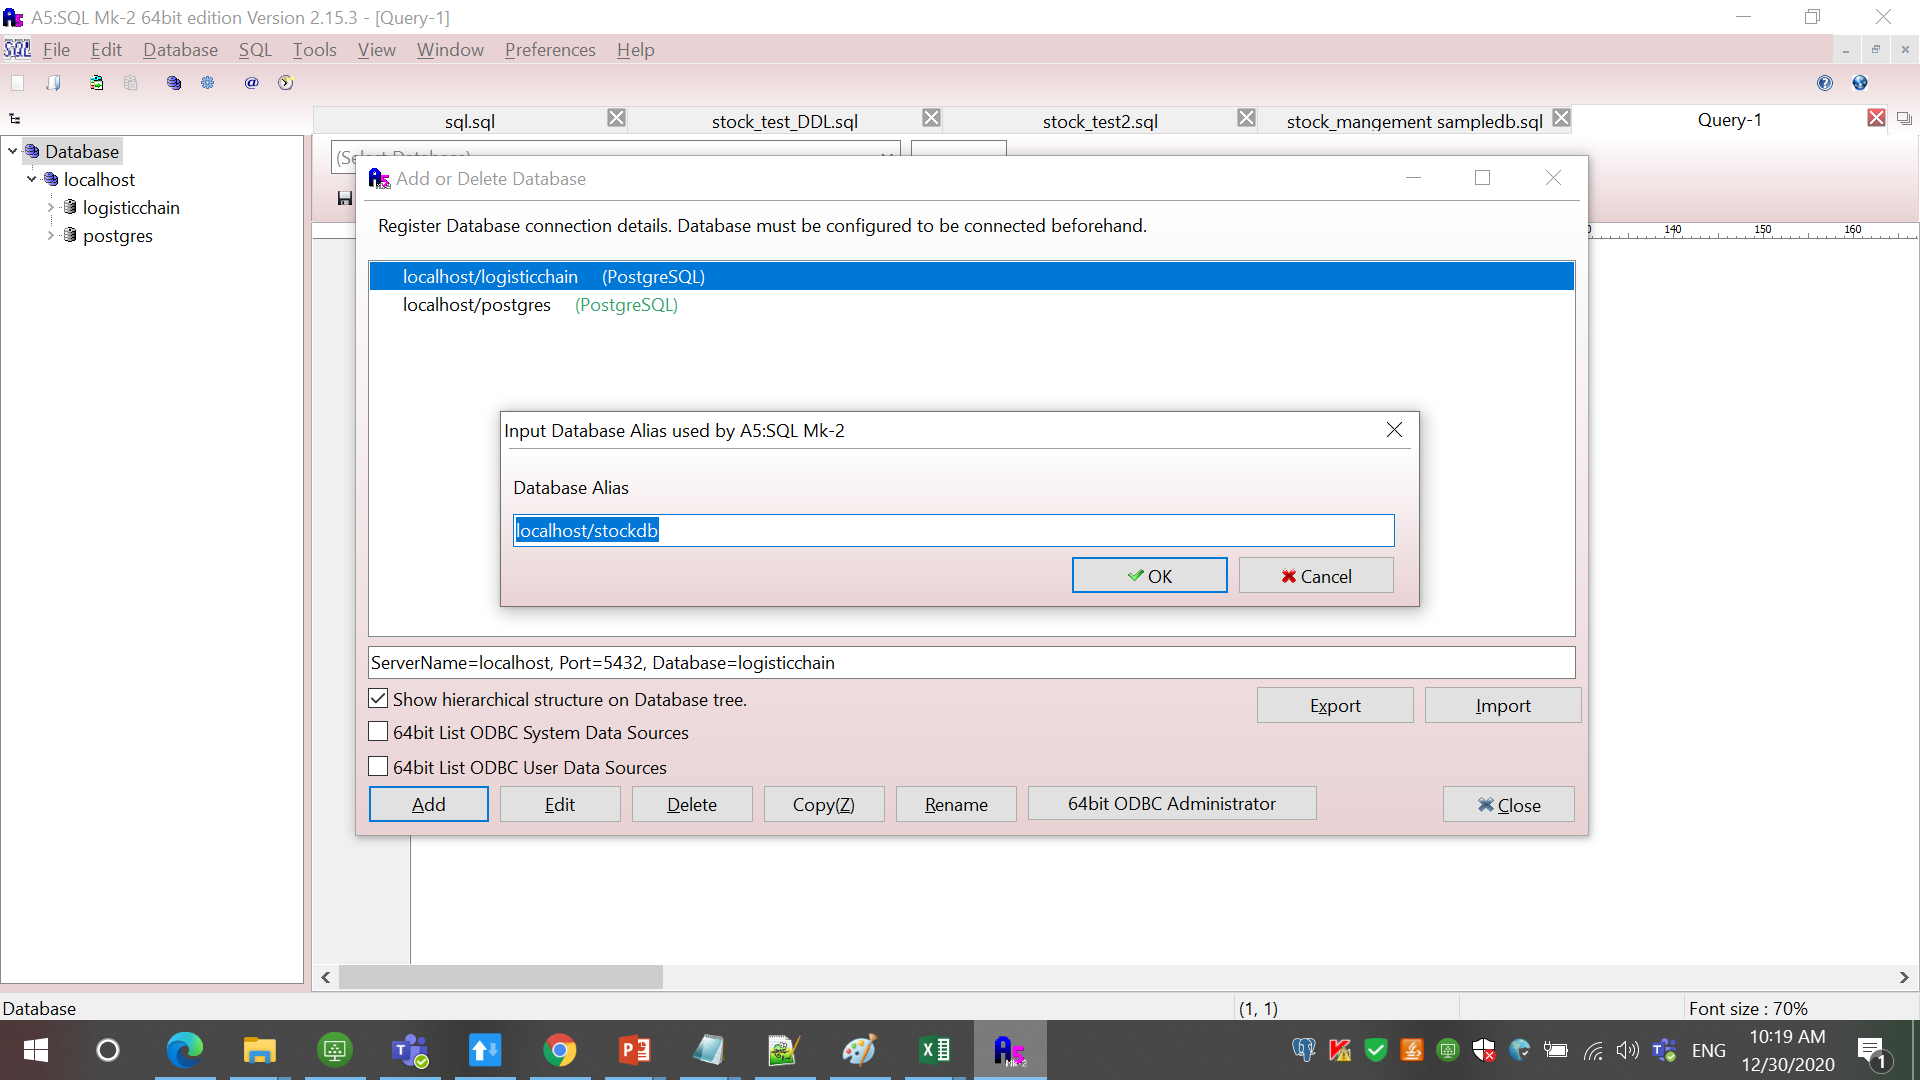 A5:SQL Mk-2 64bit edition Version 2.15.3 - [Query-1]
File Edit Database SQL Tools View Window Preferences Help
sql.sql stock_test_DDL.sql stock_test2.sql stock_mangement sampledb.sql Query-1
Database
localhost
logisticchain
postgres
Add or Delete Database
Register Database connection details. Database must be configured to be connected beforehand.
140 150 160
localhost/logisticchain (PostgreSQL)
localhost/postgres (PostgreSQL)
Input Database Alias used by A5:SQL Mk-2
Database Alias
localhost/stockdb
OK Cancel
ServerName=localhost, Port=5432, Database=logisticchain
Show hierarchical structure on Database tree.
Export Import
64bit List ODBC System Data Sources
64bit List ODBC User Data Sources
Add Edit Delete Copy(Z) Rename 64bit ODBC Administrator Close
Database (1, 1) Font size : 70%
ENG 10:19 AM
12/30/2020 1